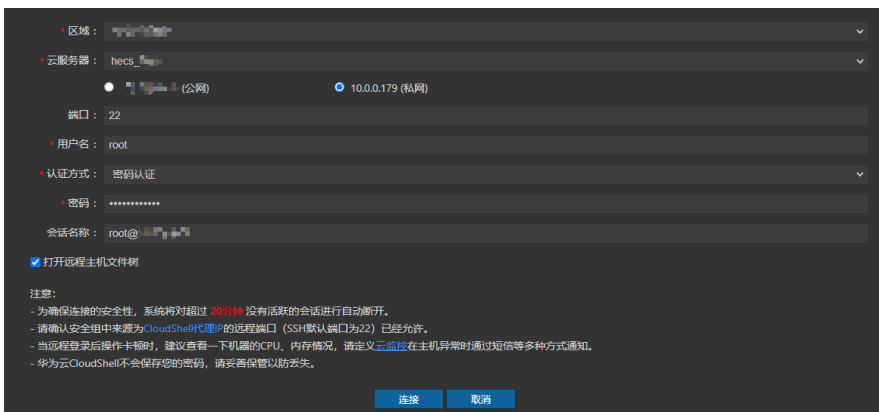 * 区域：
* 云服务器： hecs_
(公网) 10.0.0.179 (私网)
端口： 22
* 用户名： root
* 认证方式： 密码认证
* 密码： ••••••••••••
会话名称： root@
打开远程主机文件树
注意：
- 为确保连接的安全性，系统将对超过 20分钟 没有活跃的会话进行自动断开。
- 请确认安全组中来源为CloudShell代理IP的远程端口（SSH默认端口为22）已经允许。
- 当远程登录后操作卡顿时，建议查看一下机器的CPU、内存情况，请定义云监控在主机异常时通过短信等多种方式通知。
- 华为云CloudShell不会保存您的密码，请妥善保管以防丢失。
连接 取消